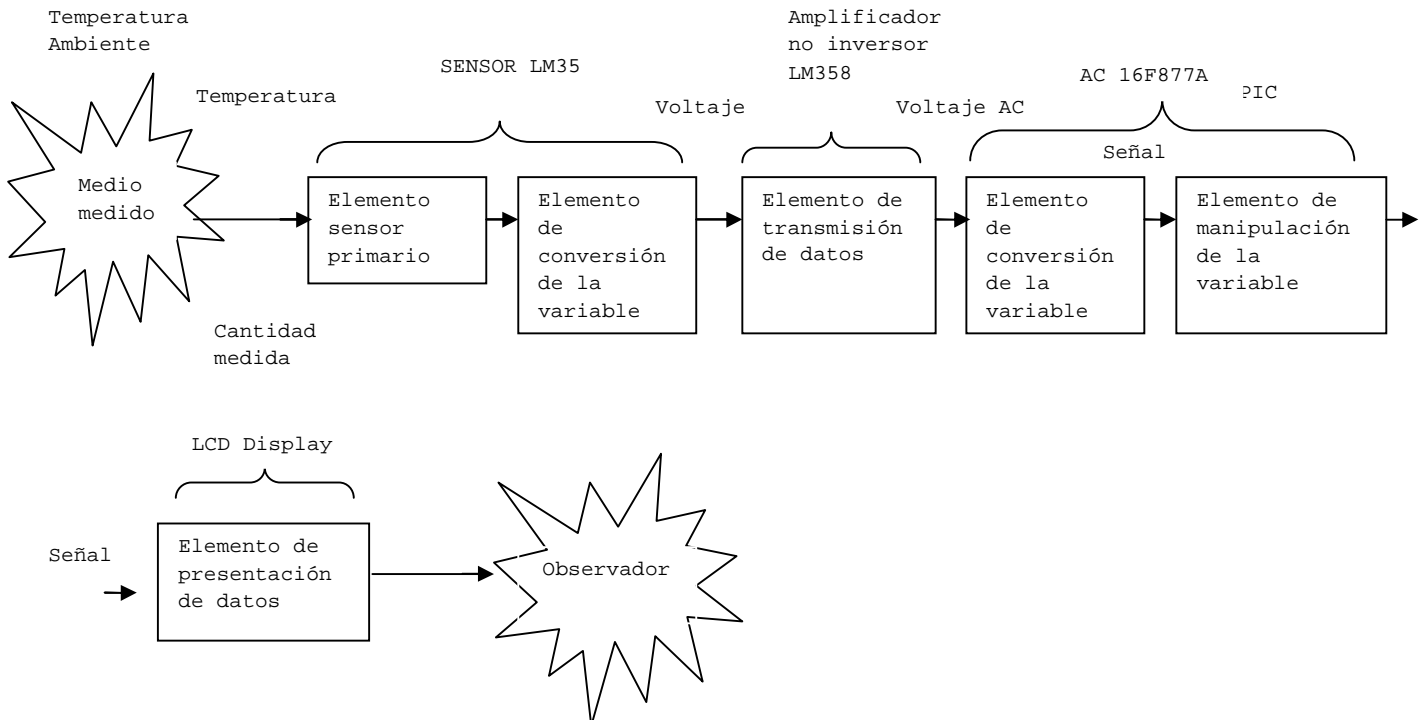 Temperatura
Ambiente
Amplificador
no inversor
LM358
SENSOR LM35
AC 16F877A
PIC
Temperatura
Voltaje
Voltaje AC
Señal
Medio
medido
Elemento
sensor
primario
Elemento
de
conversión
de la
variable
Elemento de
transmisión
de datos
Elemento
de
conversión
de la
variable
Elemento de
manipulación
de la
variable
Cantidad
medida
LCD Display
Señal
Elemento de
presentación
de datos
Observador